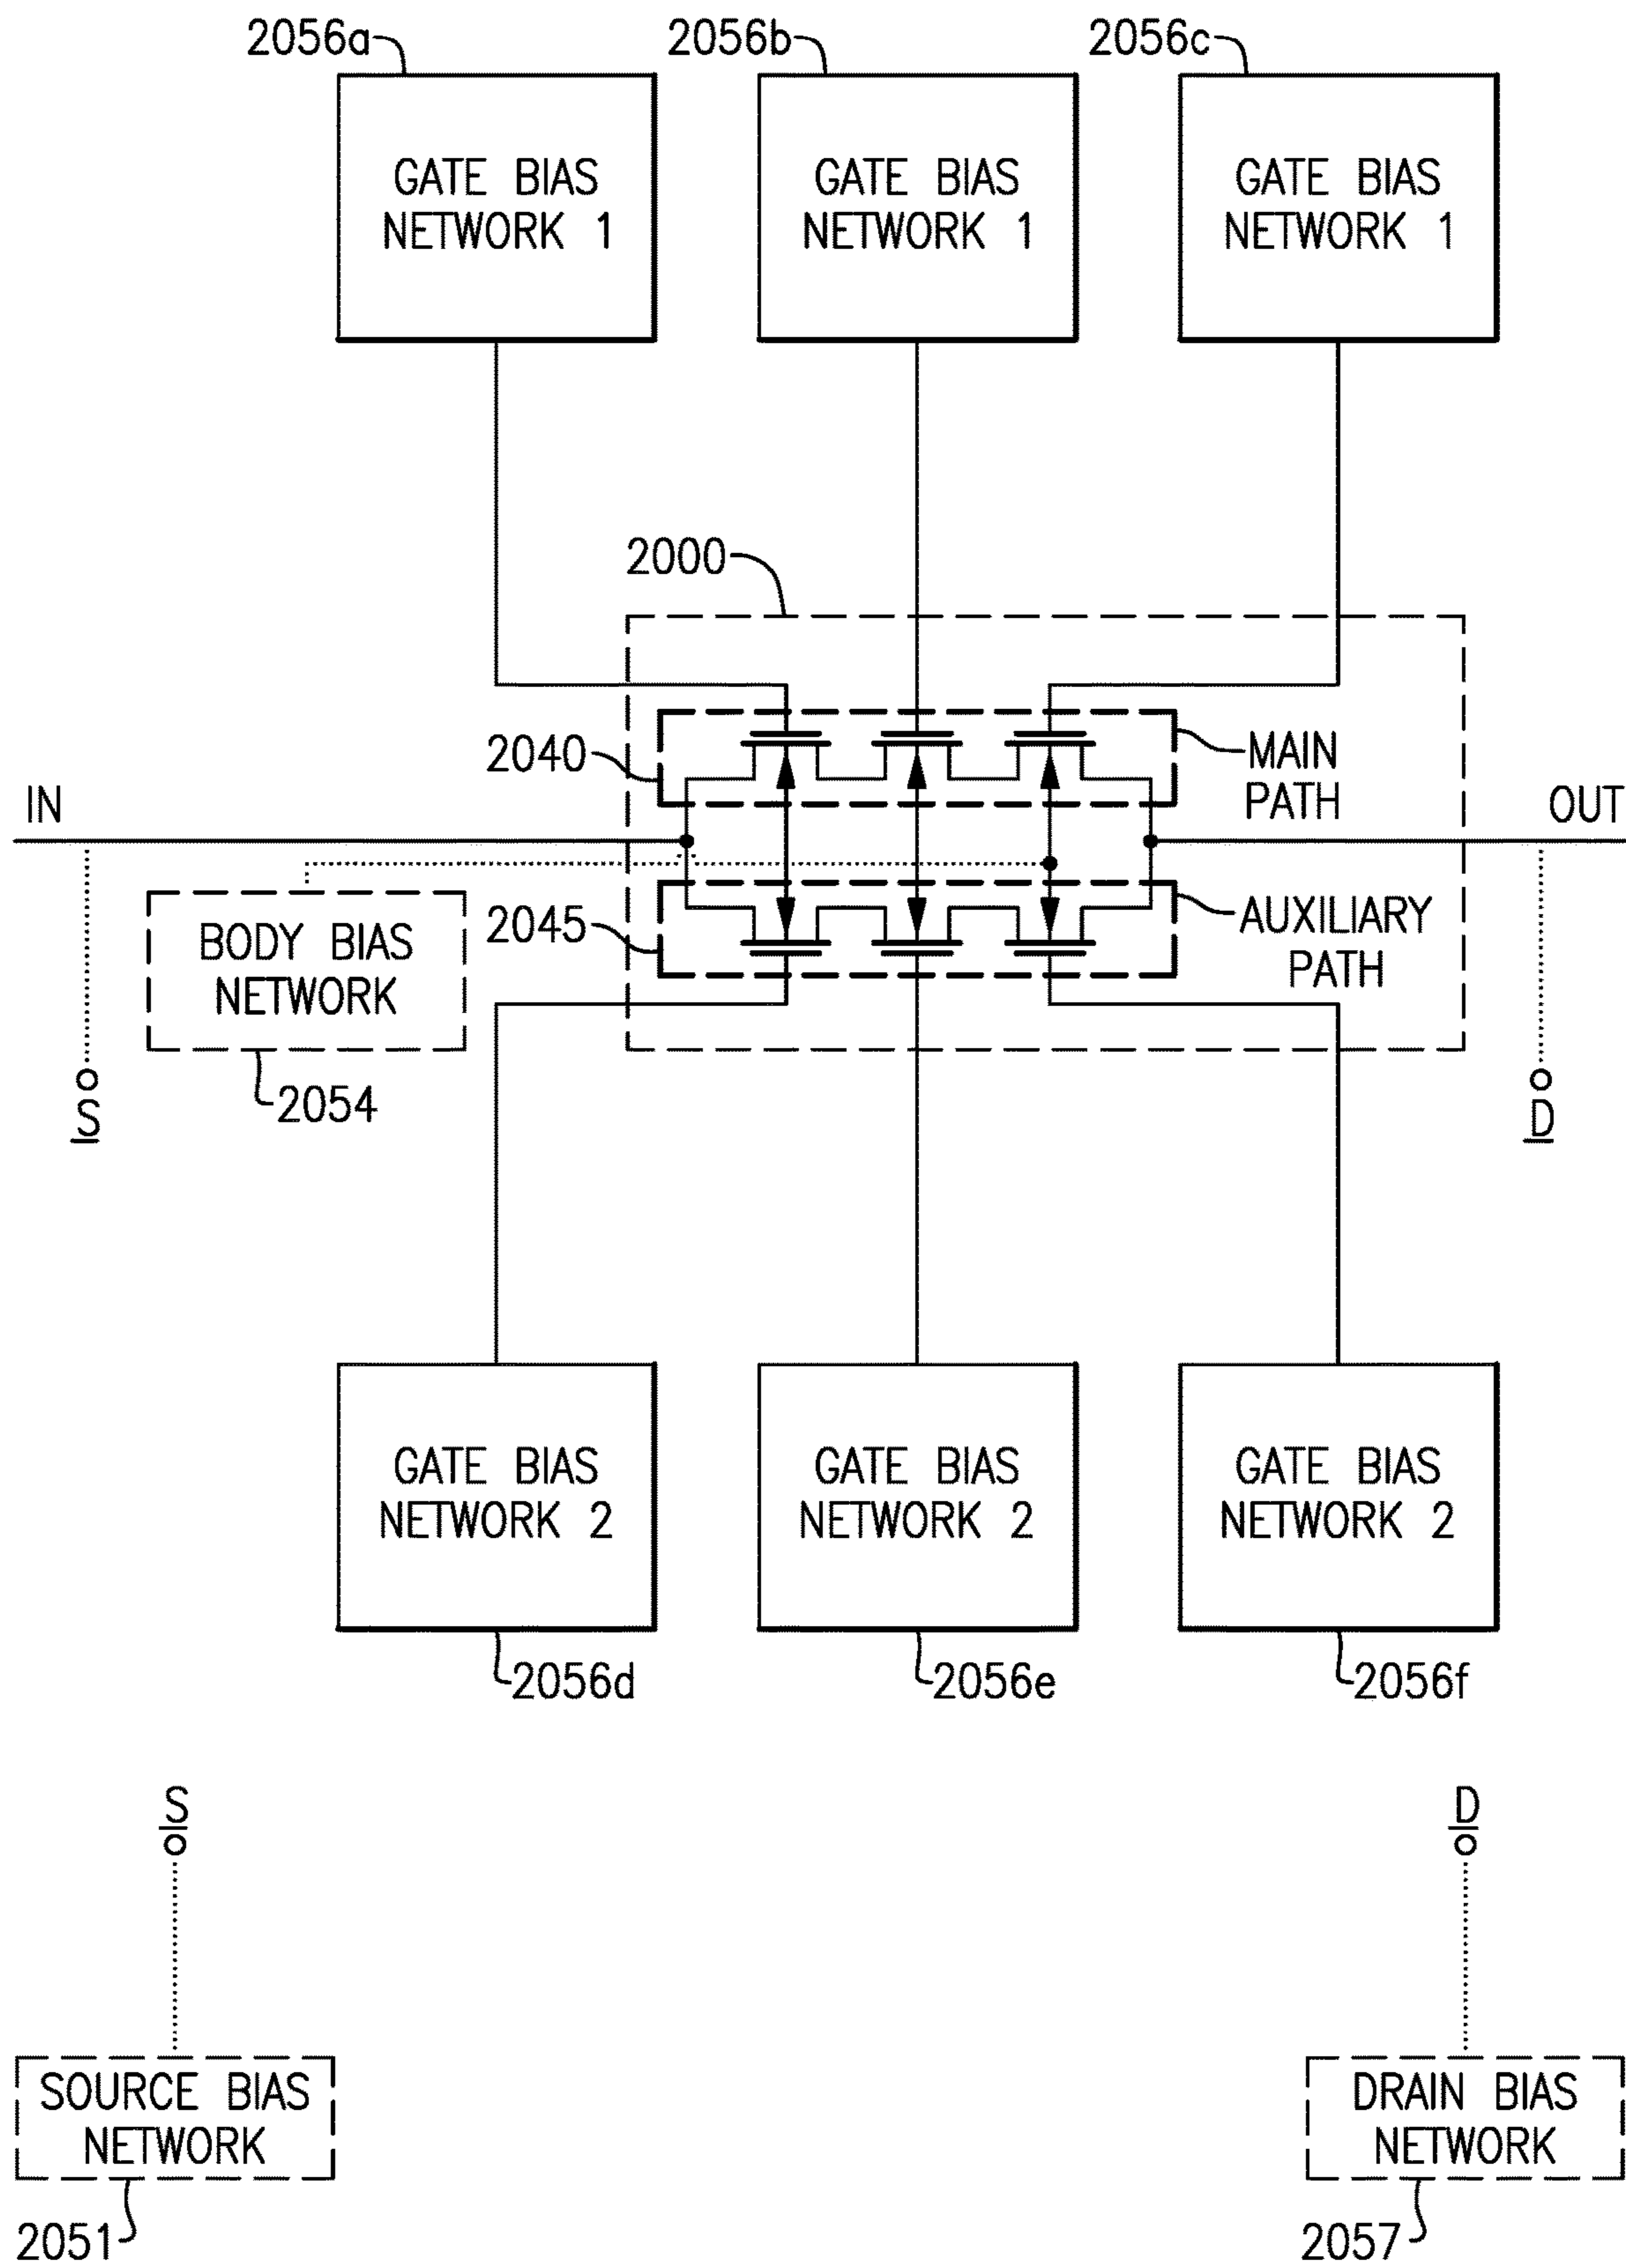 2056a
2056b
2056c
GATE BIAS
NETWORK 1
GATE BIAS
NETWORK 1
GATE BIAS
NETWORK 1
2000
2040
MAIN
PATH
IN
OUT
2045
AUXILIARY
PATH
BODY BIAS
NETWORK
2054
S
D
GATE BIAS
NETWORK 2
GATE BIAS
NETWORK 2
GATE BIAS
NETWORK 2
2056d
2056e
2056f
S
D
SOURCE BIAS
NETWORK
DRAIN BIAS
NETWORK
2051
2057